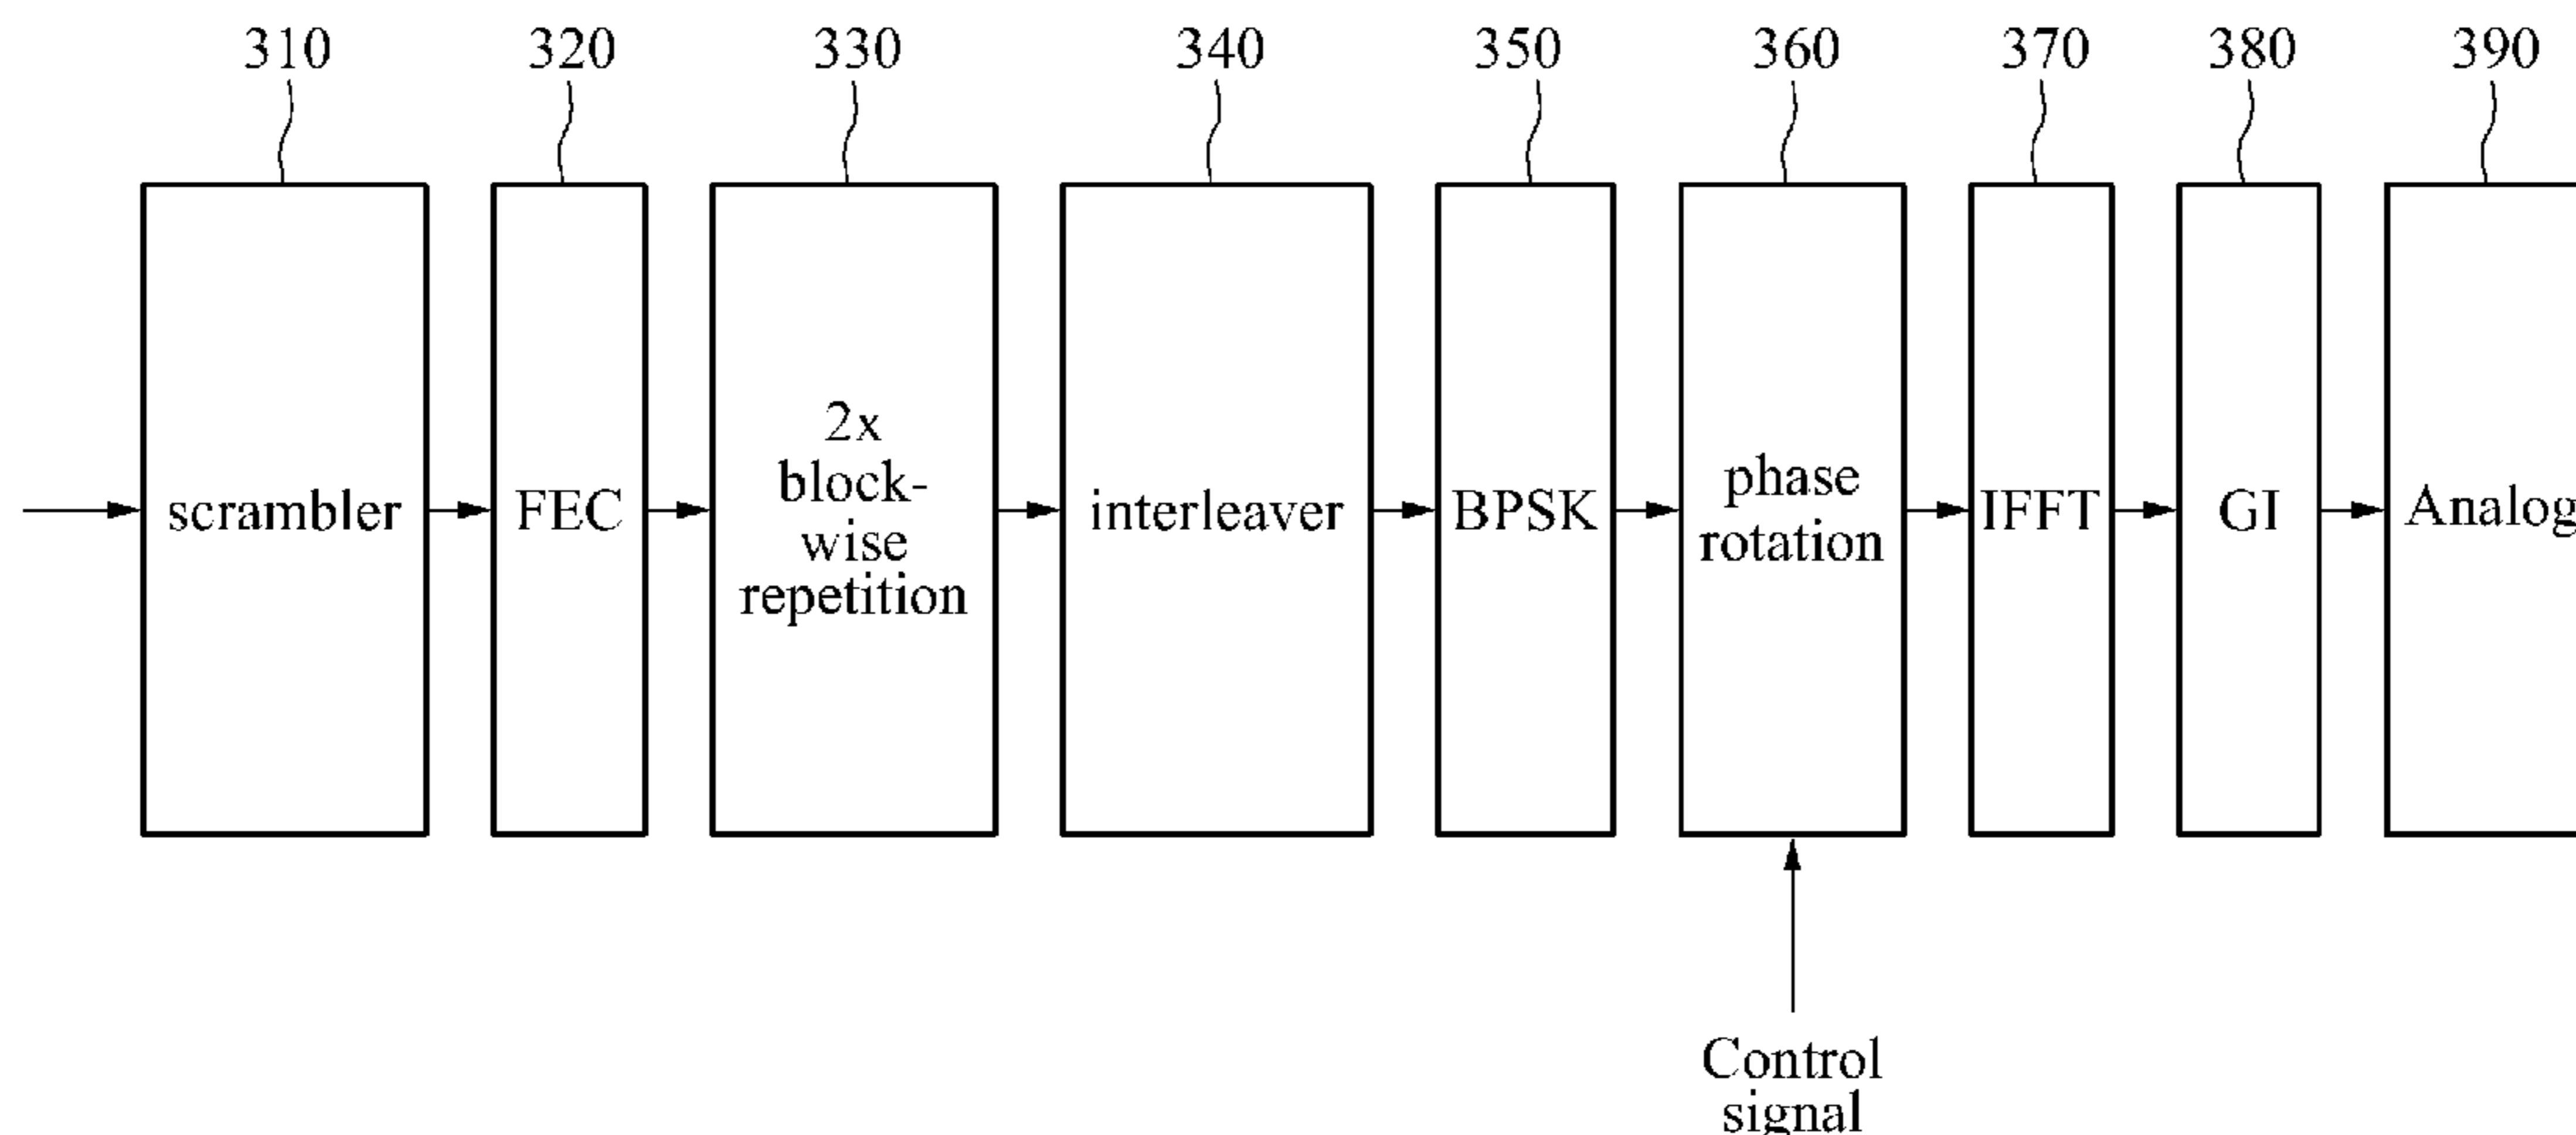 310 320 330 340 350 360 370 380 390
scrambler
FEC
2x
block-
wise
repetition
interleaver
BPSK
phase
rotation
IFFT
GI
Analog
Control
signal